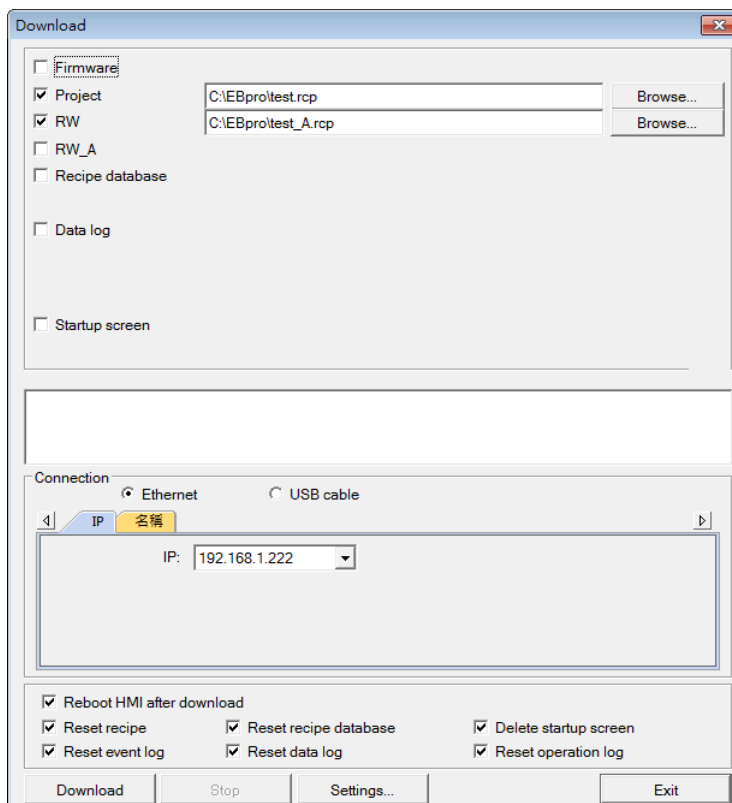 Download
Firmware
Project C:\EBpro\test.rcp Browse...
RW C:\EBpro\test_A.rcp Browse...
RW_A
Recipe database
Data log
Startup screen
Connection
Ethernet USB cable
IP 名稱
IP: 192.168.1.222
Reboot HMI after download
Reset recipe Reset recipe database Delete startup screen
Reset event log Reset data log Reset operation log
Download Stop Settings... Exit